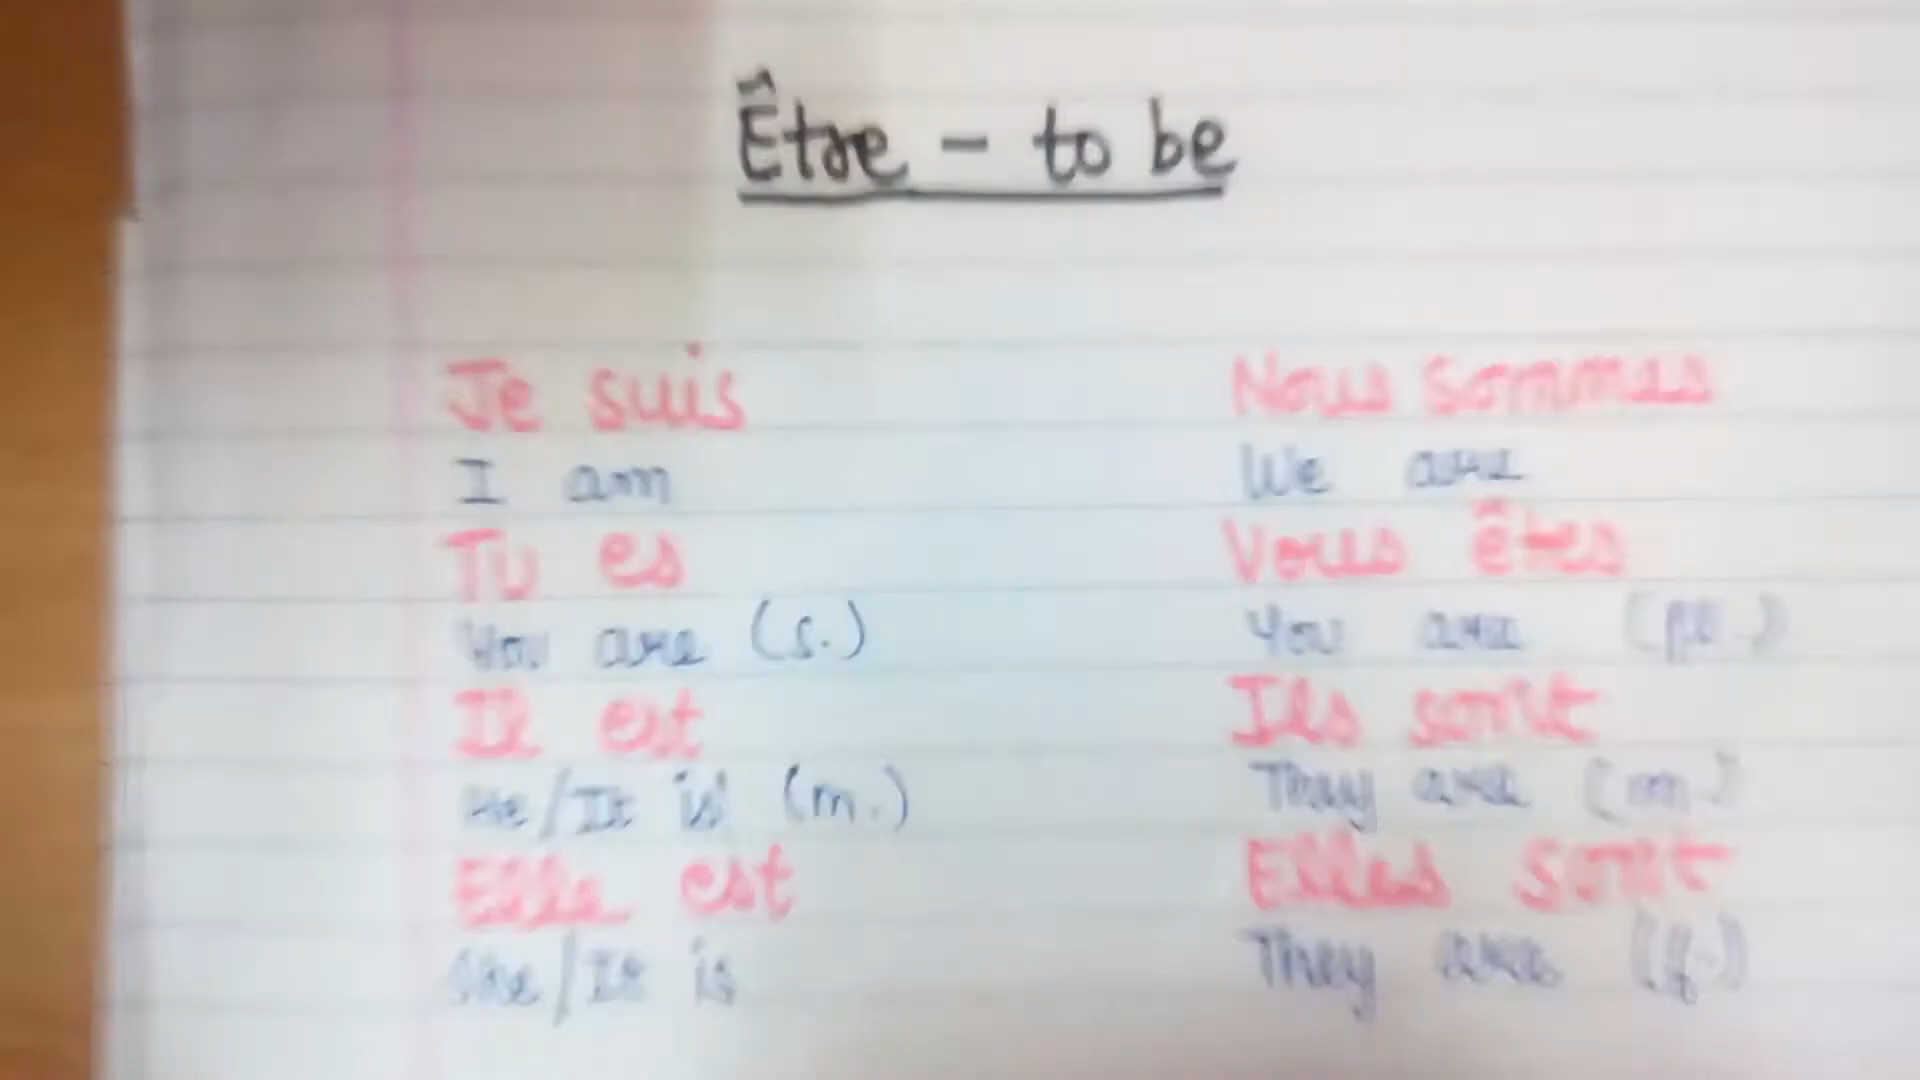 Être - to be
Je suis
I am
Tu es
You are (s.)
Il est
He/It is (m.)
Elle est
She/It is
Nous sommes
We are
Vous êtes
You are (pl.)
Ils sont
They are (m.)
Elles sont
They are (f.)